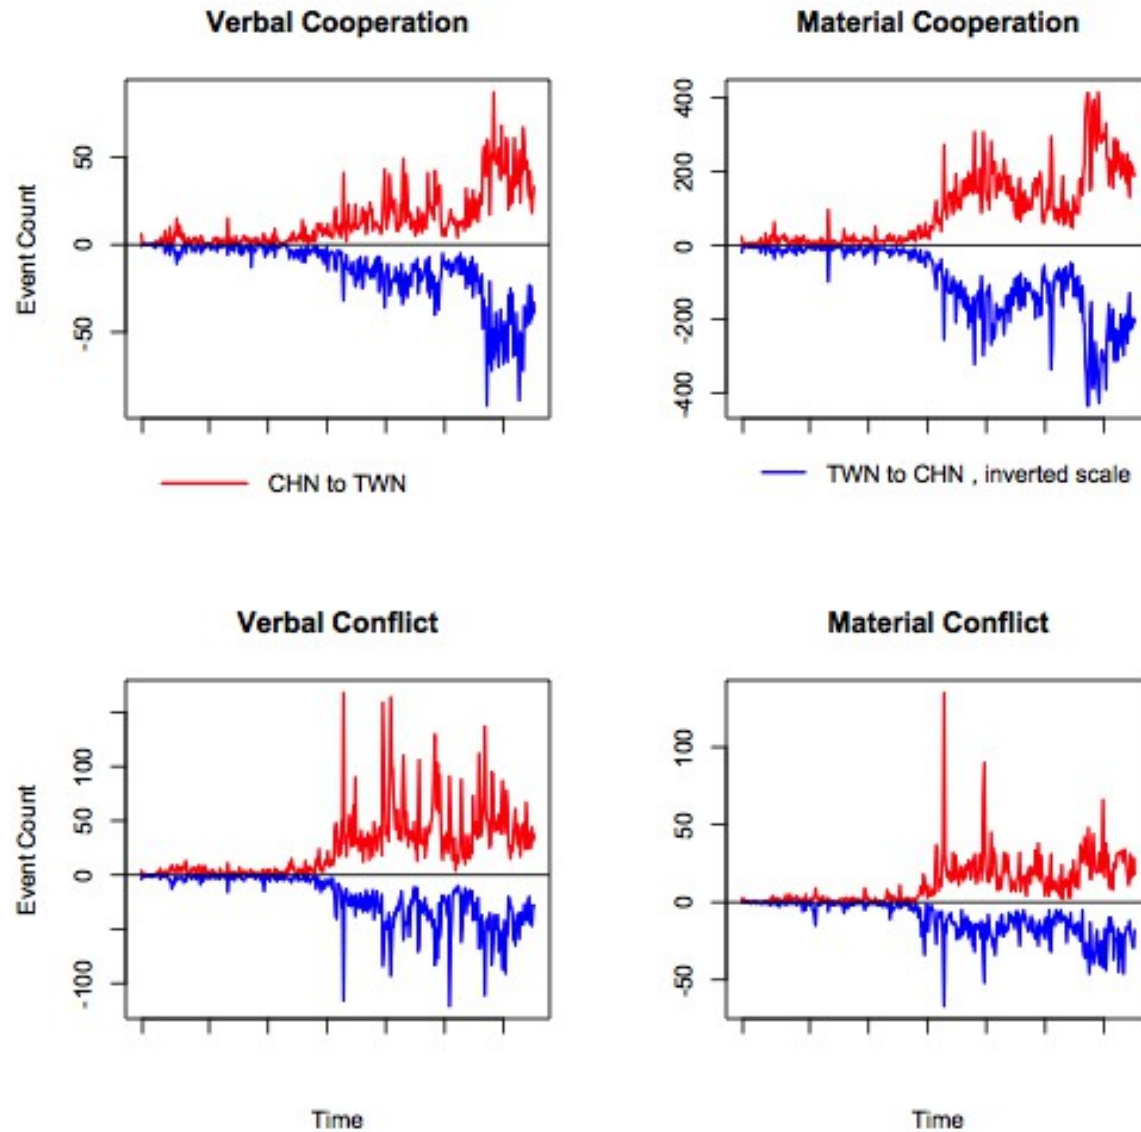 Verbal Cooperation
Material Cooperation
Event Count
50
0
-50
400
200
0
-200
-400
CHN to TWN
TWN to CHN , inverted scale
Verbal Conflict
Material Conflict
Event Count
100
50
0
-100
100
50
0
-50
Time
Time